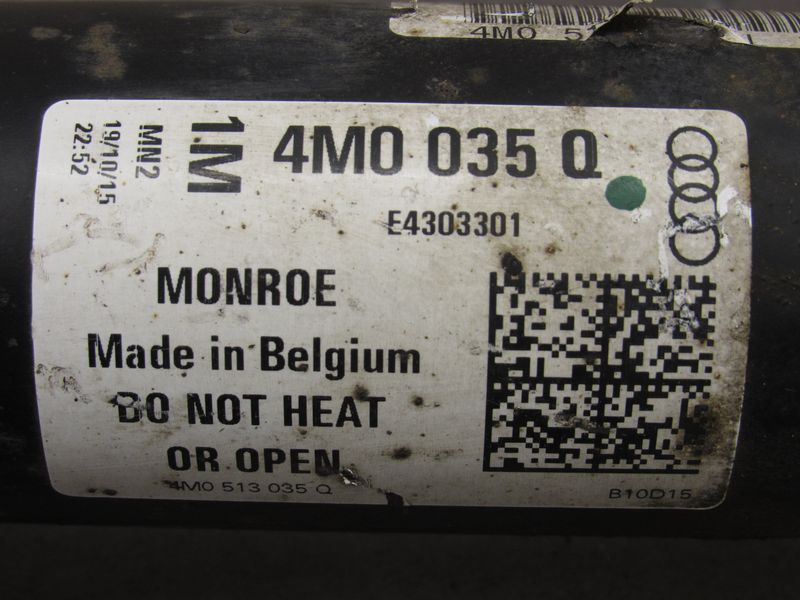 4M0 51
MN2
19/10/15
22:52
1.M
4M0 035 Q
E4303301
MONROE
Made in Belgium
DO NOT HEAT
OR OPEN
4M0 513 035 Q
B10D15